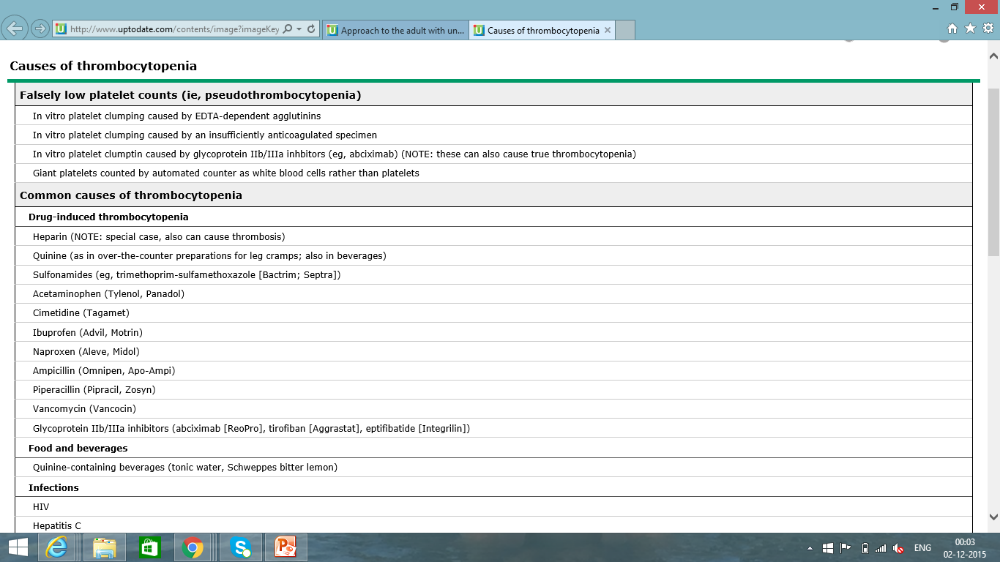 http://www.uptodate.com/contents/image?imageKey
Approach to the adult with un...
Causes of thrombocytopenia
Causes of thrombocytopenia
Falsely low platelet counts (ie, pseudothrombocytopenia)
In vitro platelet clumping caused by EDTA-dependent agglutinins
In vitro platelet clumping caused by an insufficiently anticoagulated specimen
In vitro platelet clumptin caused by glycoprotein IIb/IIIa inhbitors (eg, abciximab) (NOTE: these can also cause true thrombocytopenia)
Giant platelets counted by automated counter as white blood cells rather than platelets
Common causes of thrombocytopenia
Drug-induced thrombocytopenia
Heparin (NOTE: special case, also can cause thrombosis)
Quinine (as in over-the-counter preparations for leg cramps; also in beverages)
Sulfonamides (eg, trimethoprim-sulfamethoxazole [Bactrim; Septra])
Acetaminophen (Tylenol, Panadol)
Cimetidine (Tagamet)
Ibuprofen (Advil, Motrin)
Naproxen (Aleve, Midol)
Ampicillin (Omnipen, Apo-Ampi)
Piperacillin (Pipracil, Zosyn)
Vancomycin (Vancocin)
Glycoprotein IIb/IIIa inhibitors (abciximab [ReoPro], tirofiban [Aggrastat], eptifibatide [Integrilin])
Food and beverages
Quinine-containing beverages (tonic water, Schweppes bitter lemon)
Infections
HIV
Hepatitis C
ENG
00:03
02-12-2015